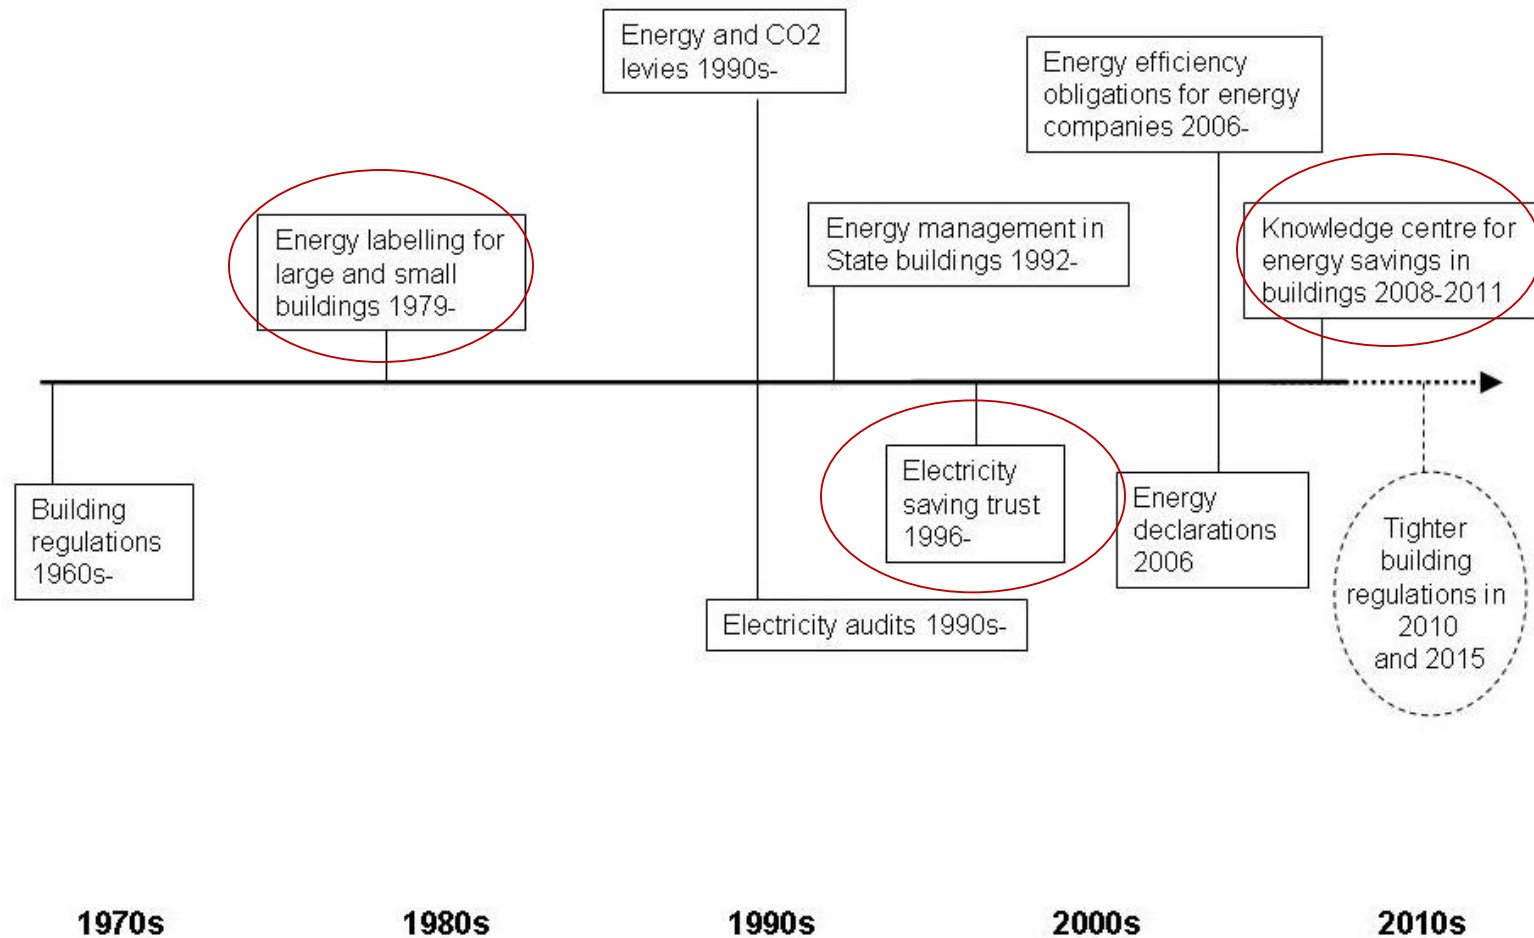 Energy and CO2
levies 1990s-
Energy efficiency
obligations for energy
companies 2006-
Energy labelling for
large and small
buildings 1979-
Energy management in
State buildings 1992-
Knowledge centre for
energy savings in
buildings 2008-2011
Building
regulations
1960s-
Electricity
saving trust
1996-
Energy
declarations
2006
Tighter
building
regulations in
2010
and 2015
Electricity audits 1990s-
1970s
1980s
1990s
2000s
2010s